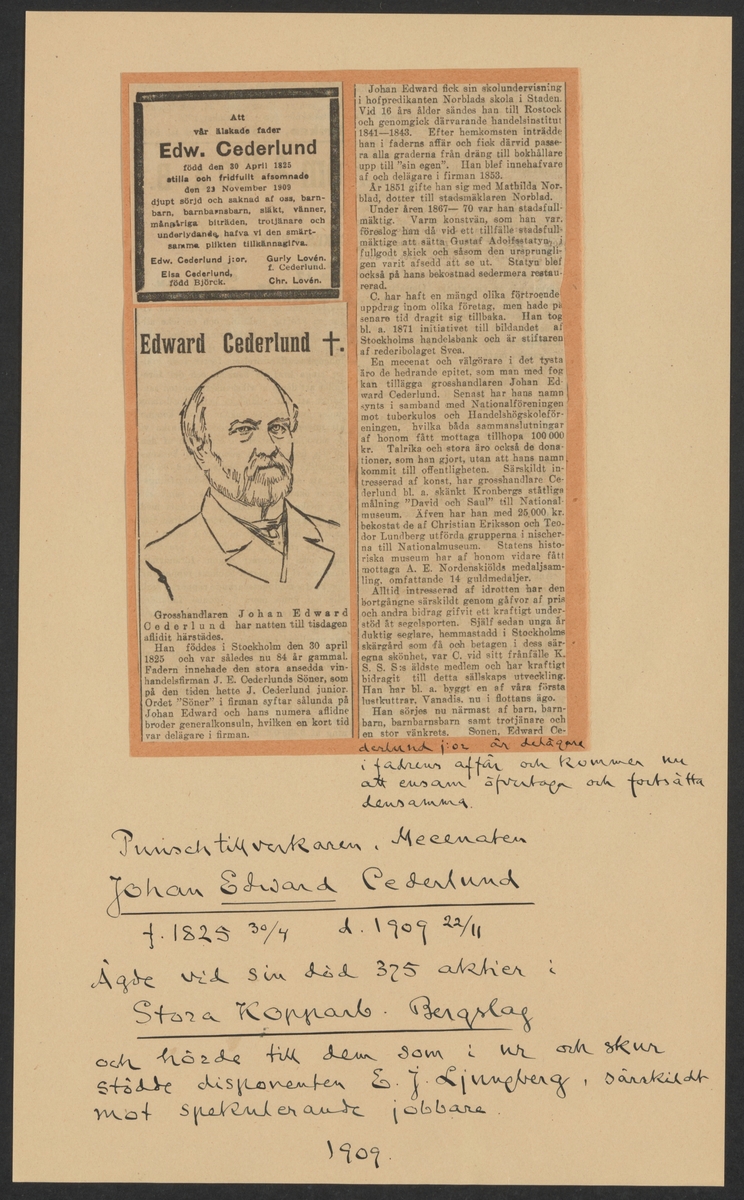 Att
vår älskade fader
Edw. Cederlund
född den 30 April 1825
stilla och fridfullt afsomnade
den 23 November 1909
djupt sörjd och saknad af oss, barn-
barn, barnbarnsbarn, släkt, vänner,
mångåriga biträden, trotjänare och
underlydande, hafva vi den smärt-
samma plikten tillkännagifva.
Edw. Cederlund j:or. Gurly Lovén.
f. Cederlund.
Elsa Cederlund,
född Björck. Chr. Lovén.
Edward Cederlund †.
Grosshandlaren Johan Edward
Cederlund har natten till tisdagen
aflidit härstädes.
Han föddes i Stockholm den 30 april
1825 och var således nu 84 år gammal.
Fadern innehade den stora ansedda vin-
handelsfirman J. E. Cederlunds Söner, som
på den tiden hette J. Cederlund junior.
Ordet "Söner" i firman syftar sålunda på
Johan Edward och hans numera aflidne
broder generalkonsuln, hvilken en kort tid
var delägare i firman.
Johan Edward fick sin skolundervisning
i hofpredikanten Norblads skola i Staden.
Vid 16 års ålder sändes han till Rostock
och genomgick därvarande handelsinstitut
1841—1843. Efter hemkomsten inträdde
han i faderns affär och fick därvid passe-
ra alla graderna från dräng till bokhållare
upp till "sin egen". Han blef innehafvare
af och delägare i firman 1853.
År 1851 gifte han sig med Mathilda Nor-
blad, dotter till stadsmäklaren Norblad.
Under åren 1867—70 var han stadsfull-
mäktig. Varm konstvän, som han var,
föreslog han då vid ett tillfälle stadsfull-
mäktige att sätta Gustaf Adolfsstatyn i
fullgodt skick och såsom den ursprungli-
gen varit afsedd att se ut. Statyn blef
också på hans bekostnad sedermera restau-
rerad.
C. har haft en mängd olika förtroende
uppdrag inom olika företag, men hade på
senare tid dragit sig tillbaka. Han tog
bl. a. 1871 initiativet till bildandet af
Stockholms handelsbank och är stiftaren
af rederibolaget Svea.
En mecenat och välgörare i det tysta
äro de hedrande epitet, som man med fog
kan tillägga grosshandlaren Johan Ed-
ward Cederlund. Senast har hans namn
synts i samband med Nationalföreningen
mot tuberkulos och Handelshögskoleför-
eningen, hvilka båda sammanslutningar
af honom fått mottaga tillhopa 100 000
kr. Talrika och stora äro också de dona-
tioner, som han gjort, utan att hans namn
kommit till offentligheten. Särskildt in-
tresserad af konst, har grosshandlare Ce-
derlund bl. a. skänkt Kronbergs ståtliga
målning "David och Saul" till National-
museum. Äfven har han med 25,000 kr.
bekostat de af Christian Eriksson och Teo-
dor Lundberg utförda grupperna i nischer-
na till Nationalmuseum. Statens histo-
riska museum har af honom vidare fått
mottaga A. E. Nordenskiölds medaljsam-
ling, omfattande 14 guldmedaljer.
Alltid intresserad af idrotten har den
bortgångne särskildt genom gåfvor af pris
och andra bidrag gifvit ett kraftigt under-
stöd åt segelsporten. Själf sedan unga år
duktig seglare, hemmastadd i Stockholms
skärgård som få och betagen i dess sär-
egna skönhet, var C. vid sitt frånfälle K.
S. S. S:s äldste medlem och har kraftigt
bidragit till detta sällskaps utveckling.
Han har bl. a. byggt en af våra första
lustkuttrar, Vanadis, nu i flottans ägo.
Han sörjes nu närmast af barn, barn-
barn, barnbarnsbarn samt trotjänare och
en stor vänkrets. Sonen, Edward Ce-
derlund j:or är delägare
i fadrens affär och kommer nu
att ensam öfvertaga och fortsätta
densamma.
Punschtillverkaren, Mecenaten
Johan Edward Cederlund
f. 1825 30/4 d. 1909 22/11
Ägde vid sin död 375 aktier i
Stora Kopparb. Bergslag
och hörde till dem som i ur och skur
stödde disponenten E. J. Ljungberg, särskildt
mot spekulerande jobbare.
1909.